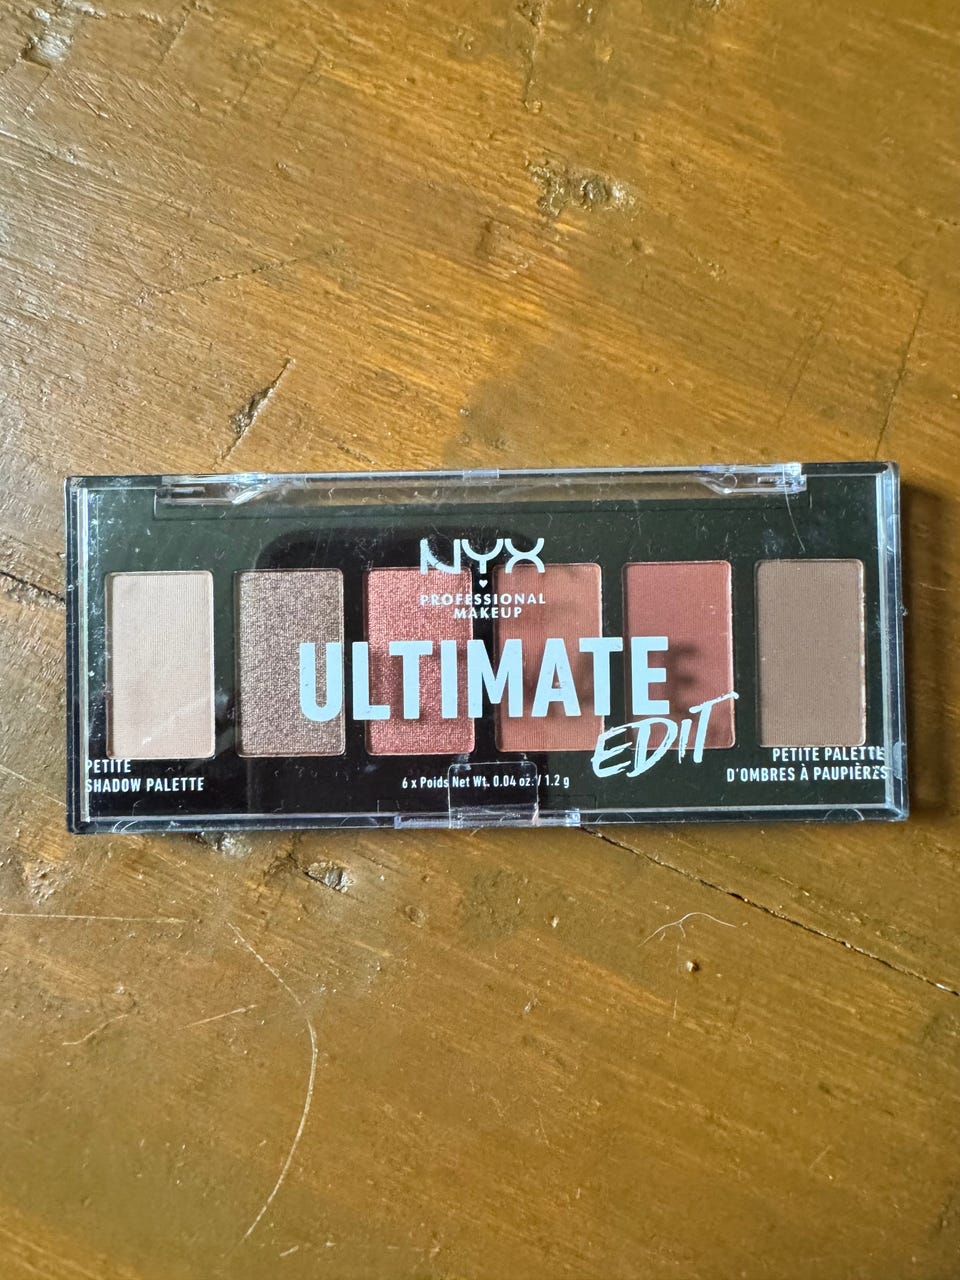 NYX
PROFESSIONAL
MAKEUP
ULTIMATE
EDIT
PETITE
SHADOW PALETTE
6 x Poids Net Wt. 0.04 oz. / 1.2 g
PETITE PALETTE
D'OMBRES À PAUPIÈRES